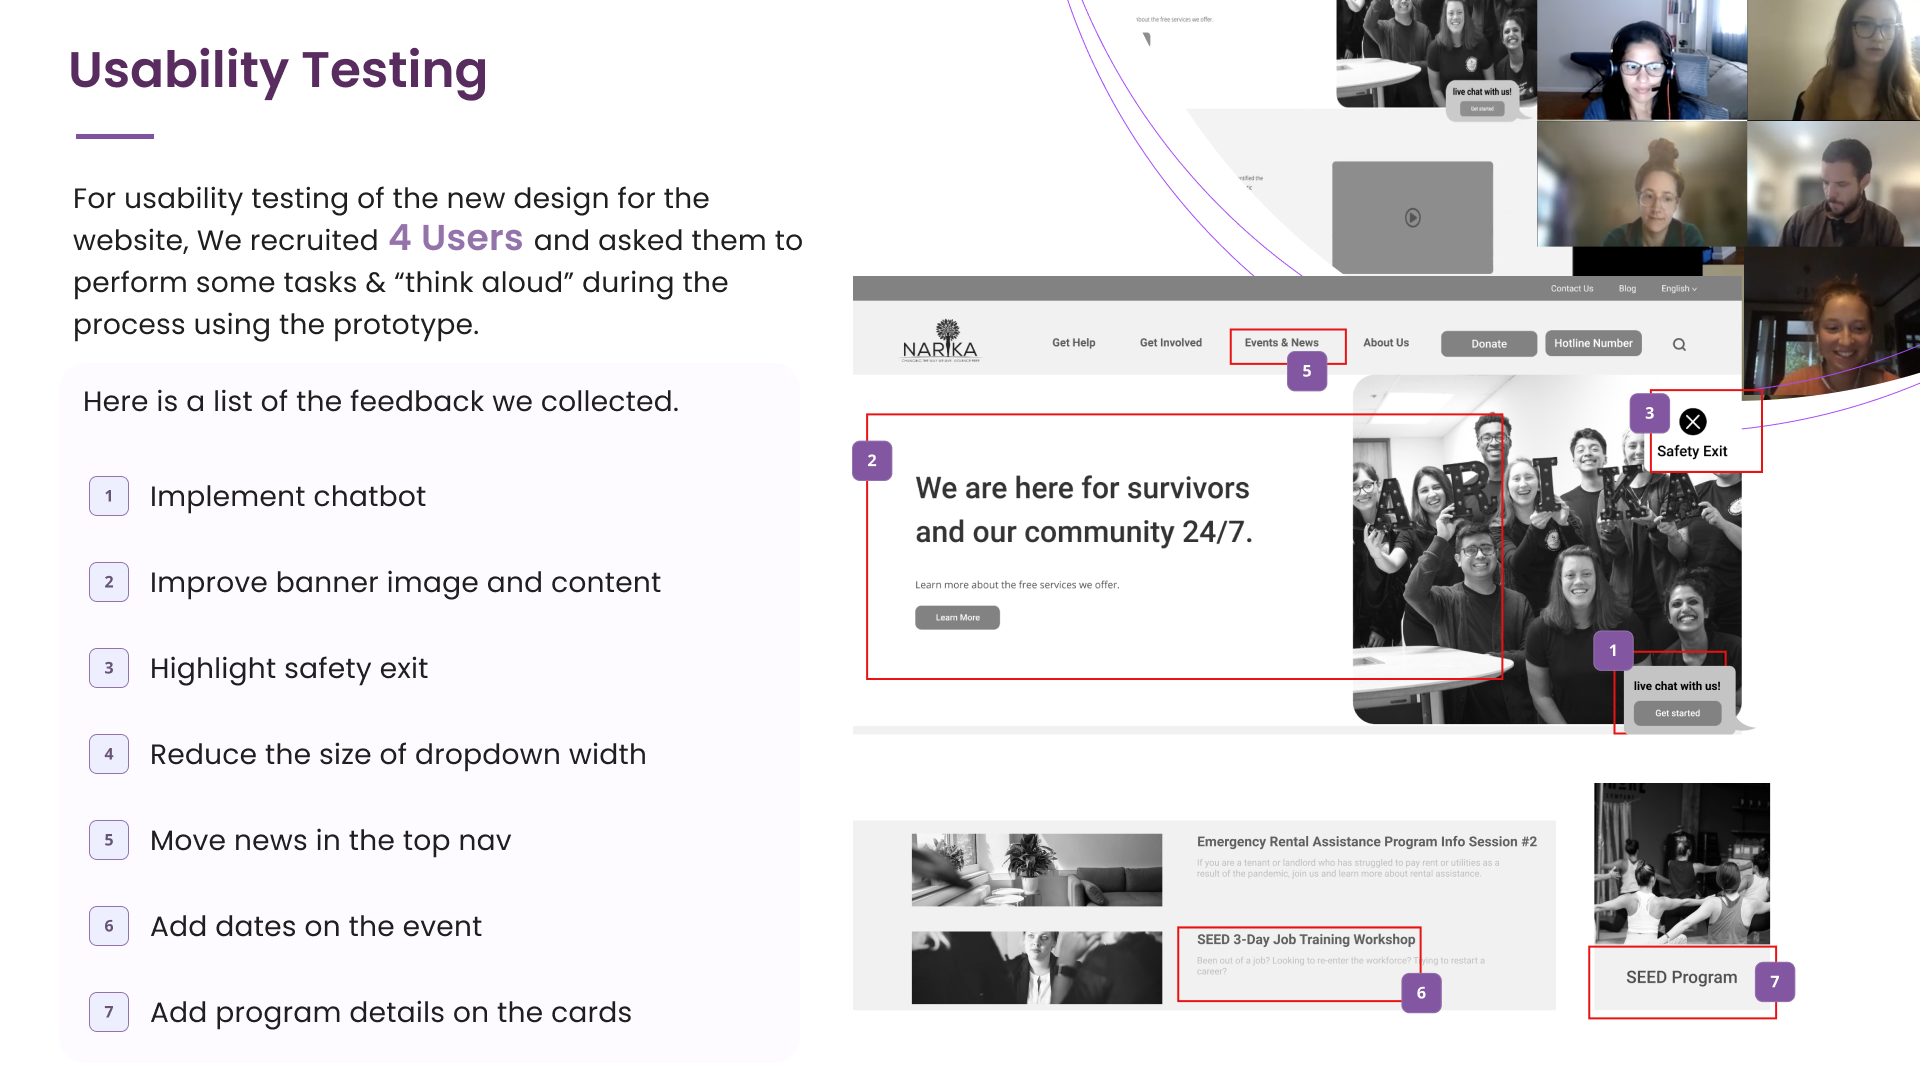 Usability Testing
For usability testing of the new design for the
website, We recruited 4 Users and asked them to
perform some tasks & “think aloud” during the
process using the prototype.
Here is a list of the feedback we collected.
1 Implement chatbot
2 Improve banner image and content
3 Highlight safety exit
4 Reduce the size of dropdown width
5 Move news in the top nav
6 Add dates on the event
7 Add program details on the cards
about the free services we offer.
live chat with us!
Get started
Contact Us Blog English
NARIKA
Get Help Get Involved Events & News About Us Donate Hotline Number
5
3
Safety Exit
2
We are here for survivors
and our community 24/7.
Learn more about the free services we offer.
Learn More
A R I K A
1
live chat with us!
Get started
Emergency Rental Assistance Program Info Session #2
If you are a tenant or landlord who has struggled to pay rent or utilities as a
result of the pandemic, join us and learn more about rental assistance.
SEED 3-Day Job Training Workshop
Been out of a job? Looking to re-enter the workforce? Trying to restart a
career?
6
SEED Program
7